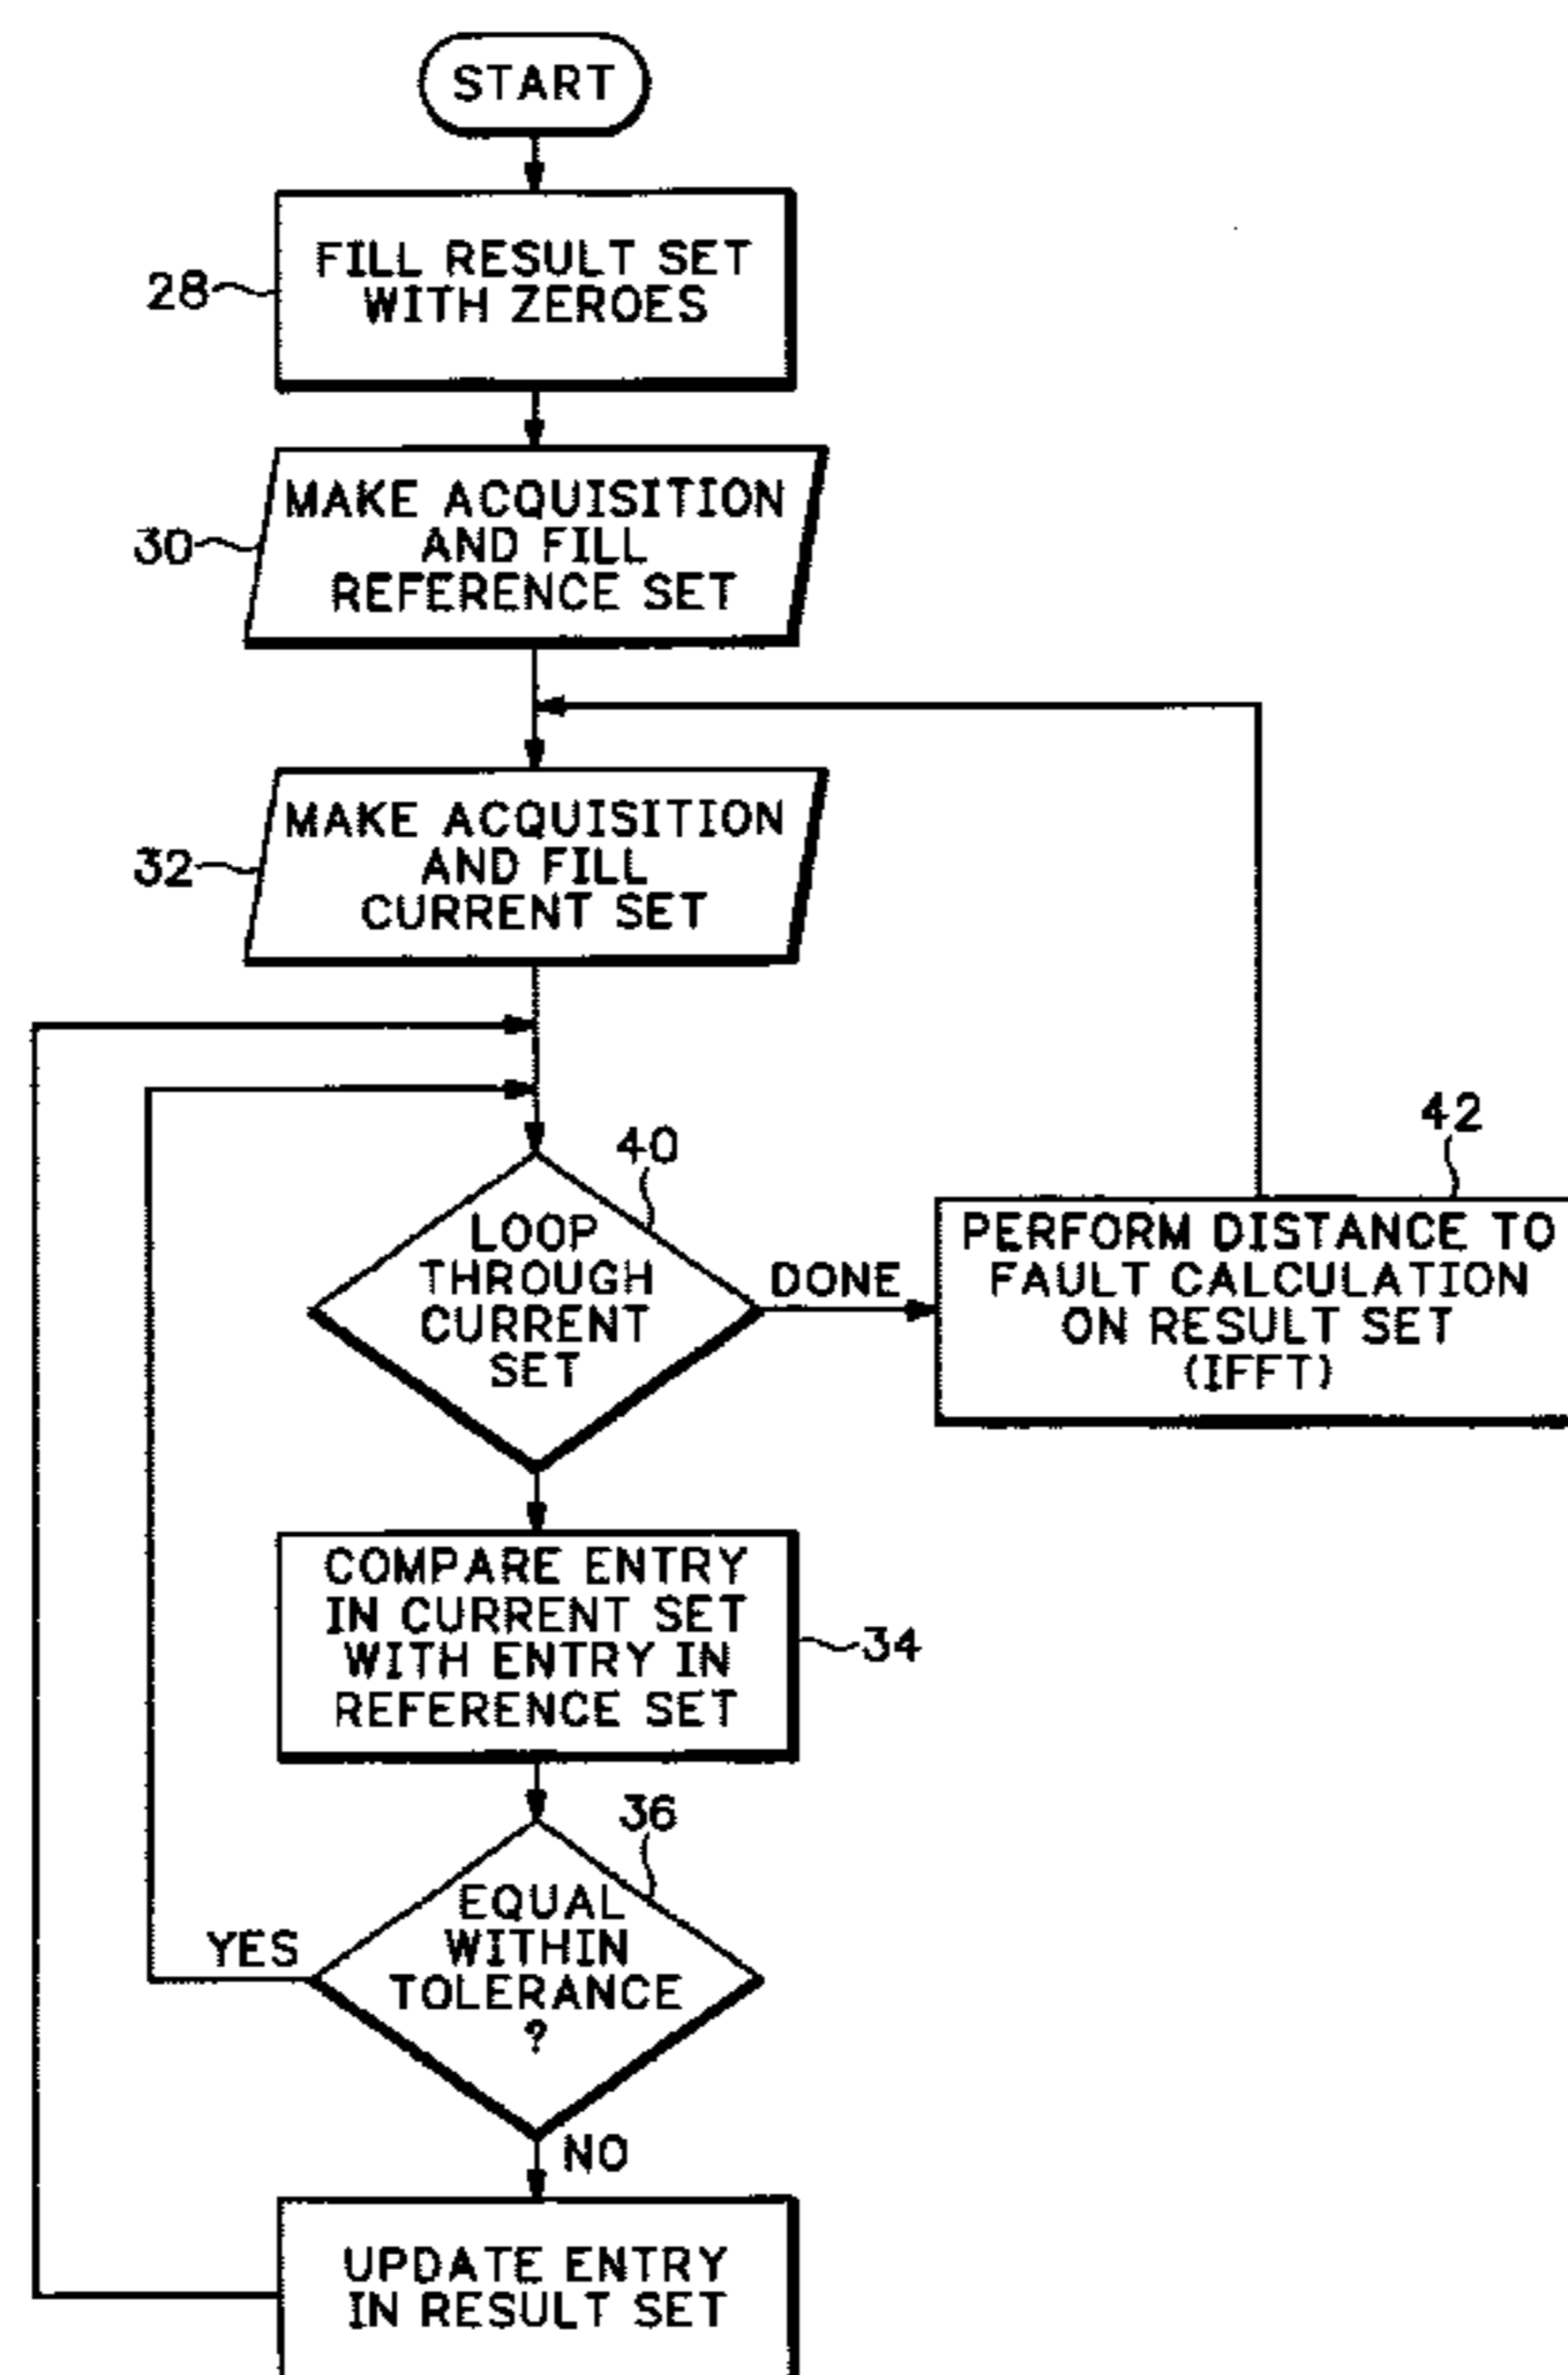 START
FILL RESULT SET
WITH ZEROES
28
MAKE ACQUISITION
AND FILL
REFERENCE SET
30
MAKE ACQUISITION
AND FILL
CURRENT SET
32
40
LOOP
THROUGH
CURRENT
SET
DONE
42
PERFORM DISTANCE TO
FAULT CALCULATION
ON RESULT SET
(IFFT)
COMPARE ENTRY
IN CURRENT SET
WITH ENTRY IN
REFERENCE SET
34
36
EQUAL
WITHIN
TOLERANCE
?
YES
NO
UPDATE ENTRY
IN RESULT SET